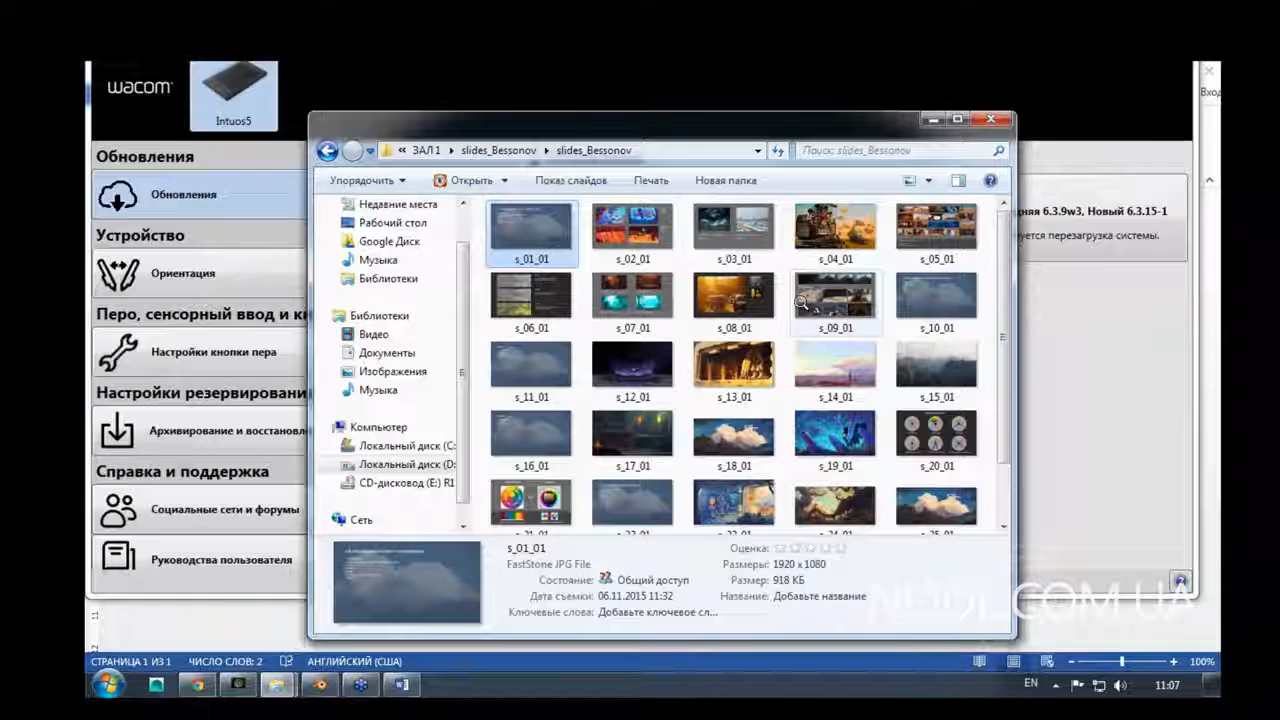 wacom
Intuos5
Вход
Обновления
Обновления
Устройство
Ориентация
Перо, сенсорный ввод и к
Настройки кнопки пера
Настройки резервировани
Архивирование и восстановл
Справка и поддержка
Социальные сети и форумы
Руководства пользователя
дняя 6.3.9w3, Новый 6.3.15-1
уется перезагрузка системы.
« ЗАЛ 1 slides_Bessonov slides_Bessonov
Поиск: slides_Bessonov
Упорядочить Открыть Показ слайдов Печать Новая папка
Недавние места
Рабочий стол
Google Диск
Музыка
Библиотеки
Библиотеки
Видео
Документы
Изображения
Музыка
Компьютер
Локальный диск (C:
Локальный диск (D:
CD-дисковод (E:) R1
Сеть
s_01_01 s_02_01 s_03_01 s_04_01 s_05_01
s_06_01 s_07_01 s_08_01 s_09_01 s_10_01
s_11_01 s_12_01 s_13_01 s_14_01 s_15_01
s_16_01 s_17_01 s_18_01 s_19_01 s_20_01
s_01_01
FastStone JPG File
Состояние: Общий доступ
Дата съемки: 06.11.2015 11:32
Ключевые слова: Добавьте ключевое сл...
Оценка:
Размеры: 1920 x 1080
Размер: 918 КБ
Название: Добавьте название
.COM.UA
СТРАНИЦА 1 ИЗ 1 ЧИСЛО СЛОВ: 2 АНГЛИЙСКИЙ (США) 100%
EN 11:07